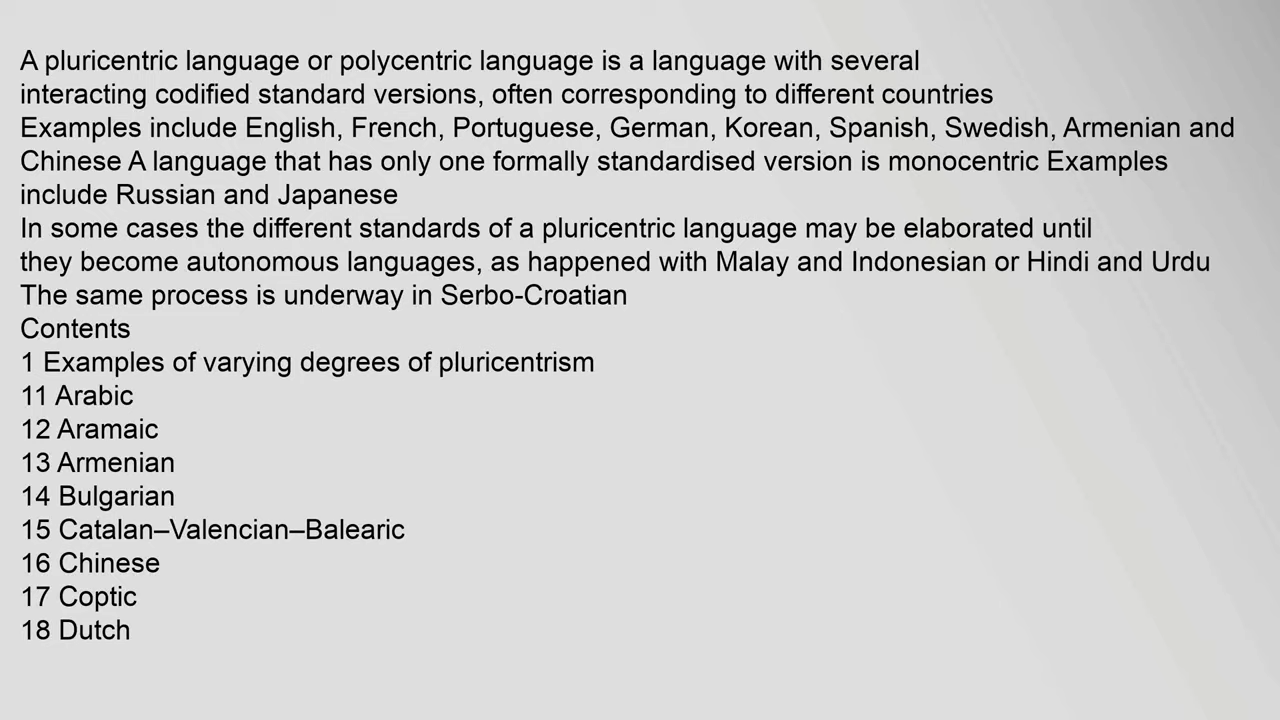 A pluricentric language or polycentric language is a language with several
interacting codified standard versions, often corresponding to different countries
Examples include English, French, Portuguese, German, Korean, Spanish, Swedish, Armenian and
Chinese A language that has only one formally standardised version is monocentric Examples
include Russian and Japanese
In some cases the different standards of a pluricentric language may be elaborated until
they become autonomous languages, as happened with Malay and Indonesian or Hindi and Urdu
The same process is underway in Serbo-Croatian
Contents
1 Examples of varying degrees of pluricentrism
11 Arabic
12 Aramaic
13 Armenian
14 Bulgarian
15 Catalan–Valencian–Balearic
16 Chinese
17 Coptic
18 Dutch